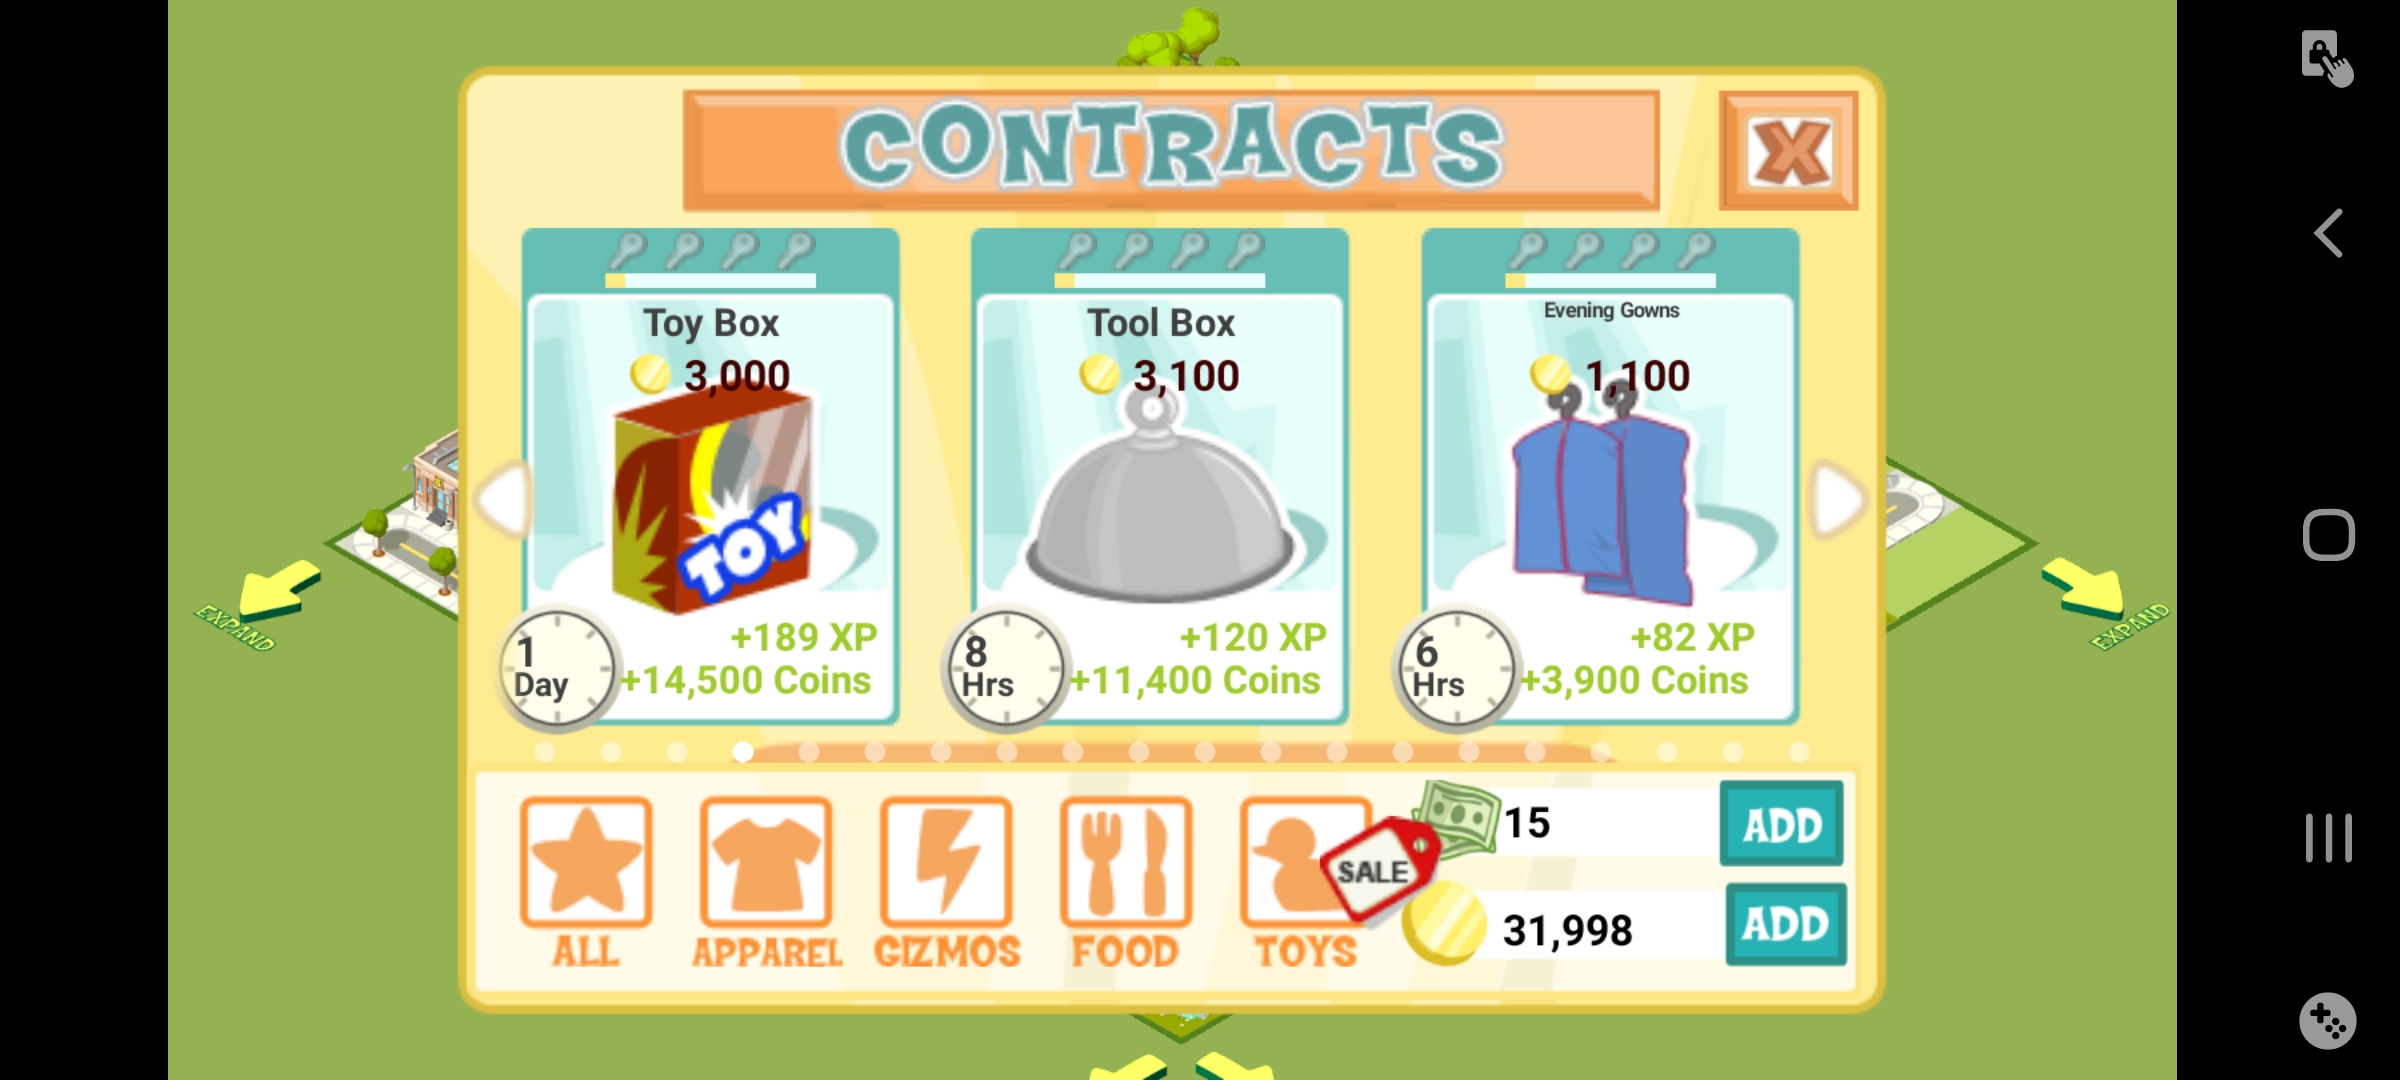 CONTRACTS
X
Toy Box
3,000
TOY
1
Day
+189 XP
+14,500 Coins
Tool Box
3,100
8
Hrs
+120 XP
+11,400 Coins
Evening Gowns
1,100
6
Hrs
+82 XP
+3,900 Coins
EXPAND
EXPAND
ALL
APPAREL
GIZMOS
FOOD
TOYS
SALE
15
ADD
31,998
ADD